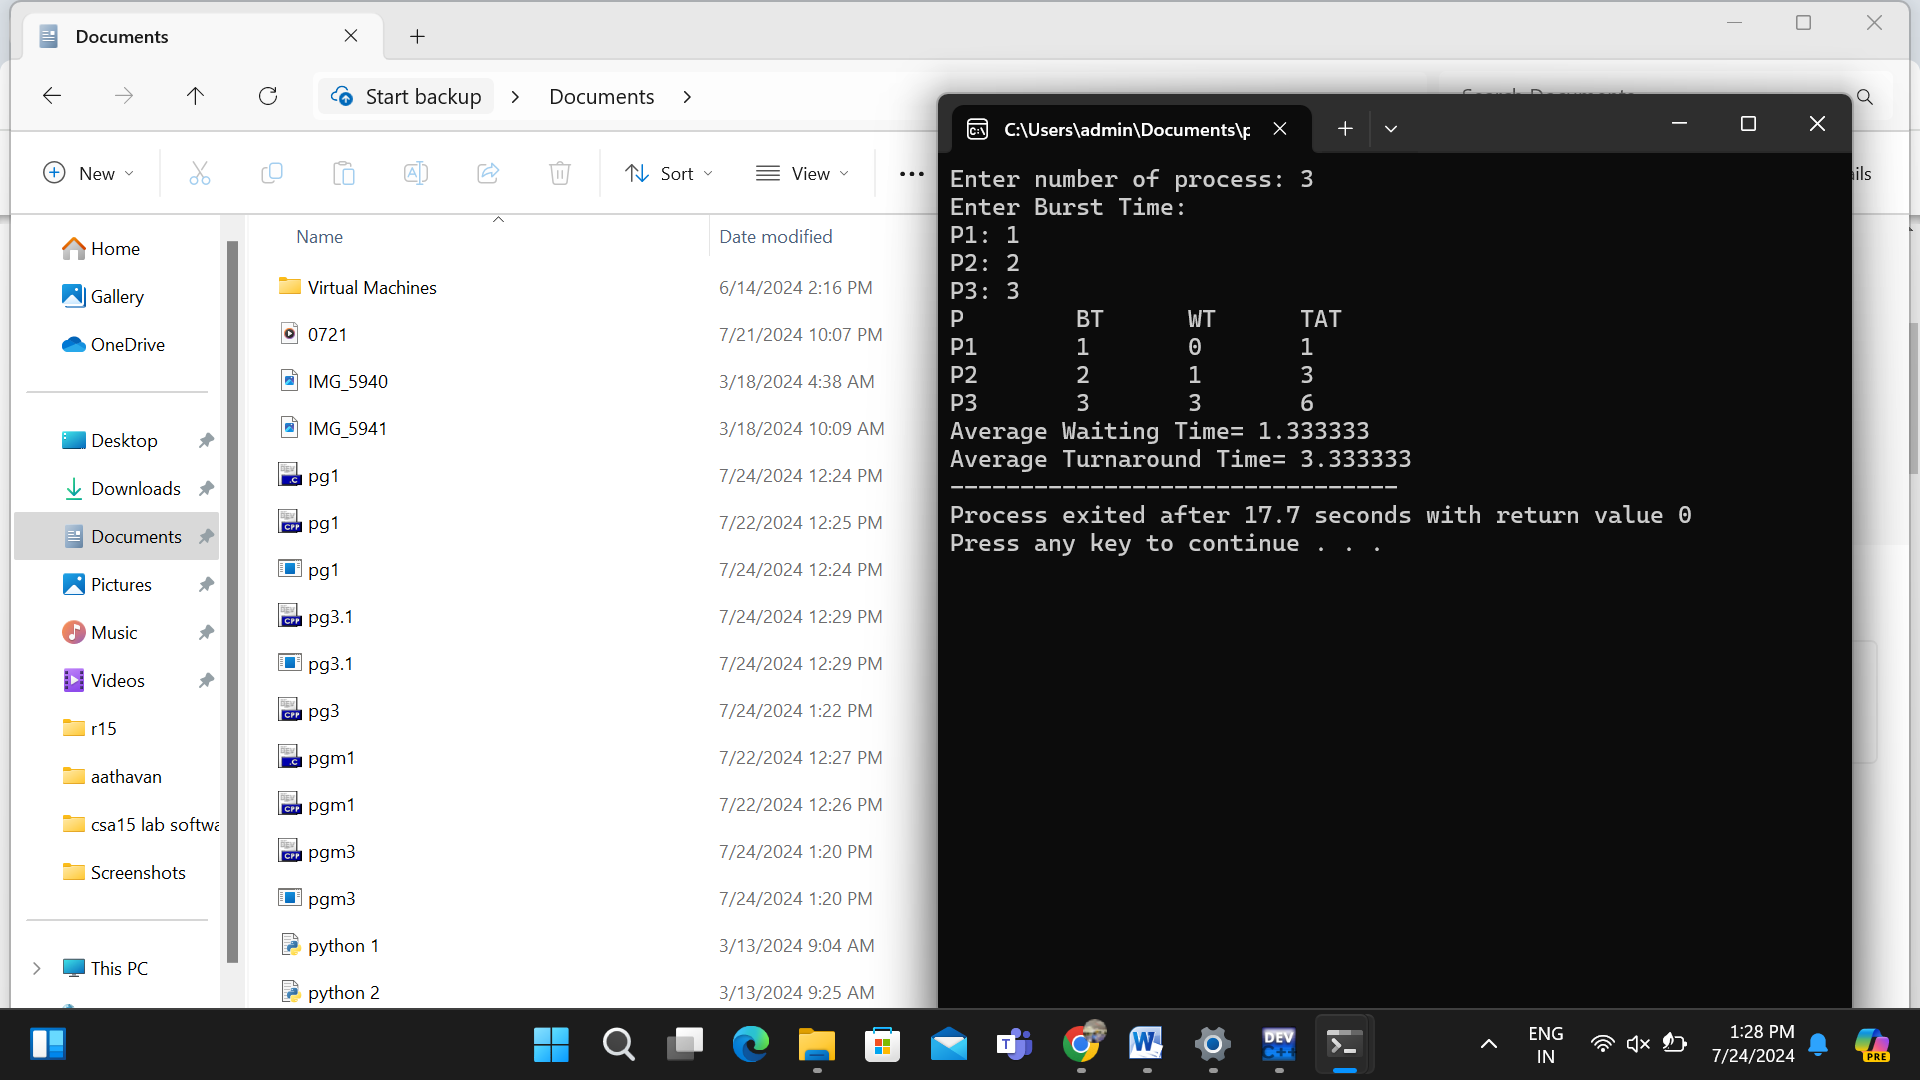 Documents
Start backup
Documents
New
Sort
View
Name
Date modified
Virtual Machines 6/14/2024 2:16 PM
0721 7/21/2024 10:07 PM
IMG_5940 3/18/2024 4:38 AM
IMG_5941 3/18/2024 10:09 AM
pg1 7/24/2024 12:24 PM
pg1 7/22/2024 12:25 PM
pg1 7/24/2024 12:24 PM
pg3.1 7/24/2024 12:29 PM
pg3.1 7/24/2024 12:29 PM
pg3 7/24/2024 1:22 PM
pgm1 7/22/2024 12:27 PM
pgm1 7/22/2024 12:26 PM
pgm3 7/24/2024 1:20 PM
pgm3 7/24/2024 1:20 PM
python 1 3/13/2024 9:04 AM
python 2 3/13/2024 9:25 AM
Home
Gallery
OneDrive
Desktop
Downloads
Documents
Pictures
Music
Videos
r15
aathavan
csa15 lab softwa
Screenshots
This PC
C:\Users\admin\Documents\p
Enter number of process: 3
Enter Burst Time:
P1: 1
P2: 2
P3: 3
P BT WT TAT
P1 1 0 1
P2 2 1 3
P3 3 3 6
Average Waiting Time= 1.333333
Average Turnaround Time= 3.333333
--------------------------------
Process exited after 17.7 seconds with return value 0
Press any key to continue . . .
ENG
IN
1:28 PM
7/24/2024
PRE
DEV
C++